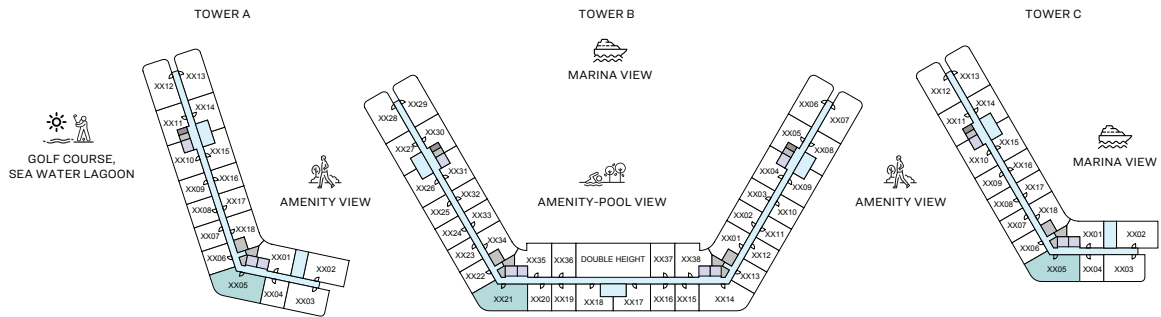 TOWER A
TOWER B
TOWER C
MARINA VIEW
GOLF COURSE,
SEA WATER LAGOON
AMENITY VIEW
AMENITY-POOL VIEW
AMENITY VIEW
MARINA VIEW
XX12
XX13
XX14
XX11
XX15
XX10
XX16
XX09
XX17
XX08
XX18
XX07
XX06
XX01
XX02
XX05
XX04
XX03
XX29
XX28
XX30
XX27
XX31
XX26
XX32
XX25
XX33
XX24
XX34
XX23
XX22
XX35
XX36
DOUBLE HEIGHT
XX37
XX38
XX21
XX20
XX19
XX18
XX17
XX16
XX15
XX14
XX06
XX07
XX05
XX08
XX04
XX09
XX03
XX10
XX02
XX11
XX01
XX12
XX13
XX13
XX12
XX14
XX11
XX15
XX10
XX16
XX09
XX17
XX08
XX18
XX07
XX06
XX01
XX02
XX05
XX04
XX03